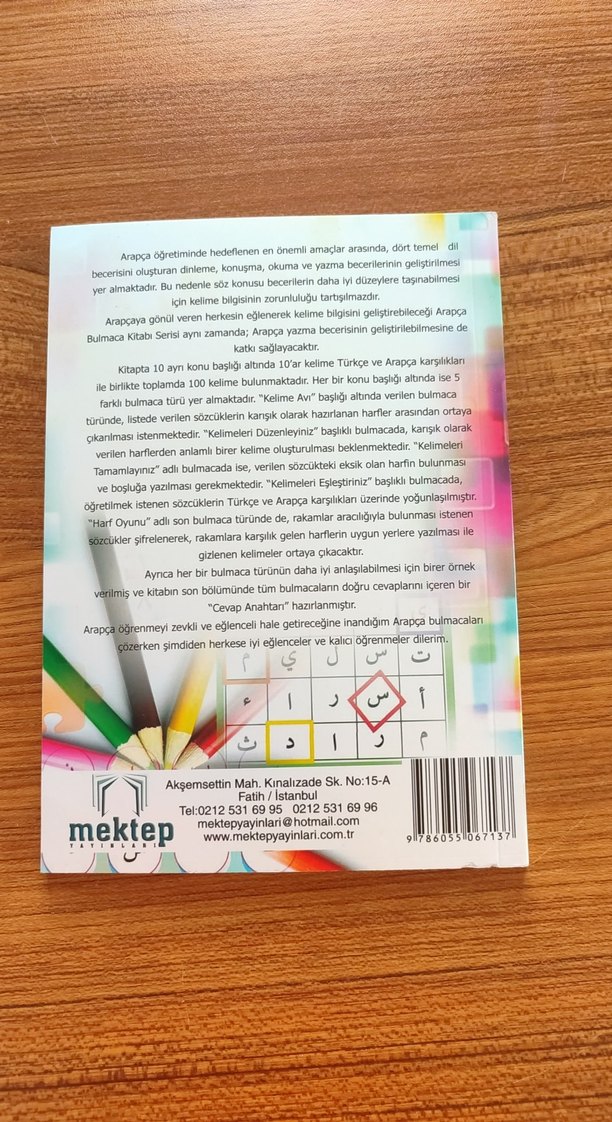 Arapça öğretiminde hedeflenen en önemli amaçlar arasında, dört temel dil
becerisini oluşturan dinleme, konuşma, okuma ve yazma becerilerinin geliştirilmesi
yer almaktadır. Bu nedenle söz konusu becerilerin daha iyi düzeylere taşınabilmesi
için kelime bilgisinin zorunluluğu tartışılmazdır.
Arapçaya gönül veren herkesin eğlenerek kelime bilgisini geliştirebileceği Arapça
Bulmaca Kitabı Serisi aynı zamanda; Arapça yazma becerisinin geliştirilebilmesine de
katkı sağlayacaktır.
Kitapta 10 ayrı konu başlığı altında 10'ar kelime Türkçe ve Arapça karşılıkları
ile birlikte toplamda 100 kelime bulunmaktadır. Her bir konu başlığı altında ise 5
farklı bulmaca türü yer almaktadır. “Kelime Avı” başlığı altında verilen bulmaca
türünde, listede verilen sözcüklerin karışık olarak hazırlanan harfler arasından ortaya
çıkarılması istenmektedir. “Kelimeleri Düzenleyiniz” başlıklı bulmacada, karışık olarak
verilen harflerden anlamlı birer kelime oluşturulması beklenmektedir. “Kelimeleri
Tamamlayınız” adlı bulmacada ise, verilen sözcükteki eksik olan harfin bulunması
ve boşluğa yazılması gerekmektedir. “Kelimeleri Eşleştiriniz” başlıklı bulmacada,
öğretilmek istenen sözcüklerin Türkçe ve Arapça karşılıkları üzerinde yoğunlaşılmıştır.
“Harf Oyunu” adlı son bulmaca türünde de, rakamlar aracılığıyla bulunması istenen
sözcükler şifrelenerek, rakamlara karşılık gelen harflerin uygun yerlere yazılması ile
gizlenen kelimeler ortaya çıkacaktır.
Ayrıca her bir bulmaca türünün daha iyi anlaşılabilmesi için birer örnek
verilmiş ve kitabın son bölümünde tüm bulmacaların doğru cevaplarını içeren bir
“Cevap Anahtarı” hazırlanmıştır.
Arapça öğrenmeyi zevkli ve eğlenceli hale getireceğine inandığım Arapça bulmacaları
çözerken şimdiden herkese iyi eğlenceler ve kalıcı öğrenmeler dilerim.
ت س ل ي م
أ س ر ا ء
م ر ا د ث
mektep
YAYINLARI
Akşemsettin Mah. Kınalızade Sk. No:15-A
Fatih / İstanbul
Tel:0212 531 69 95 0212 531 69 96
mektepyayinlari@hotmail.com
www.mektepyayinlari.com.tr
9 786055 067137